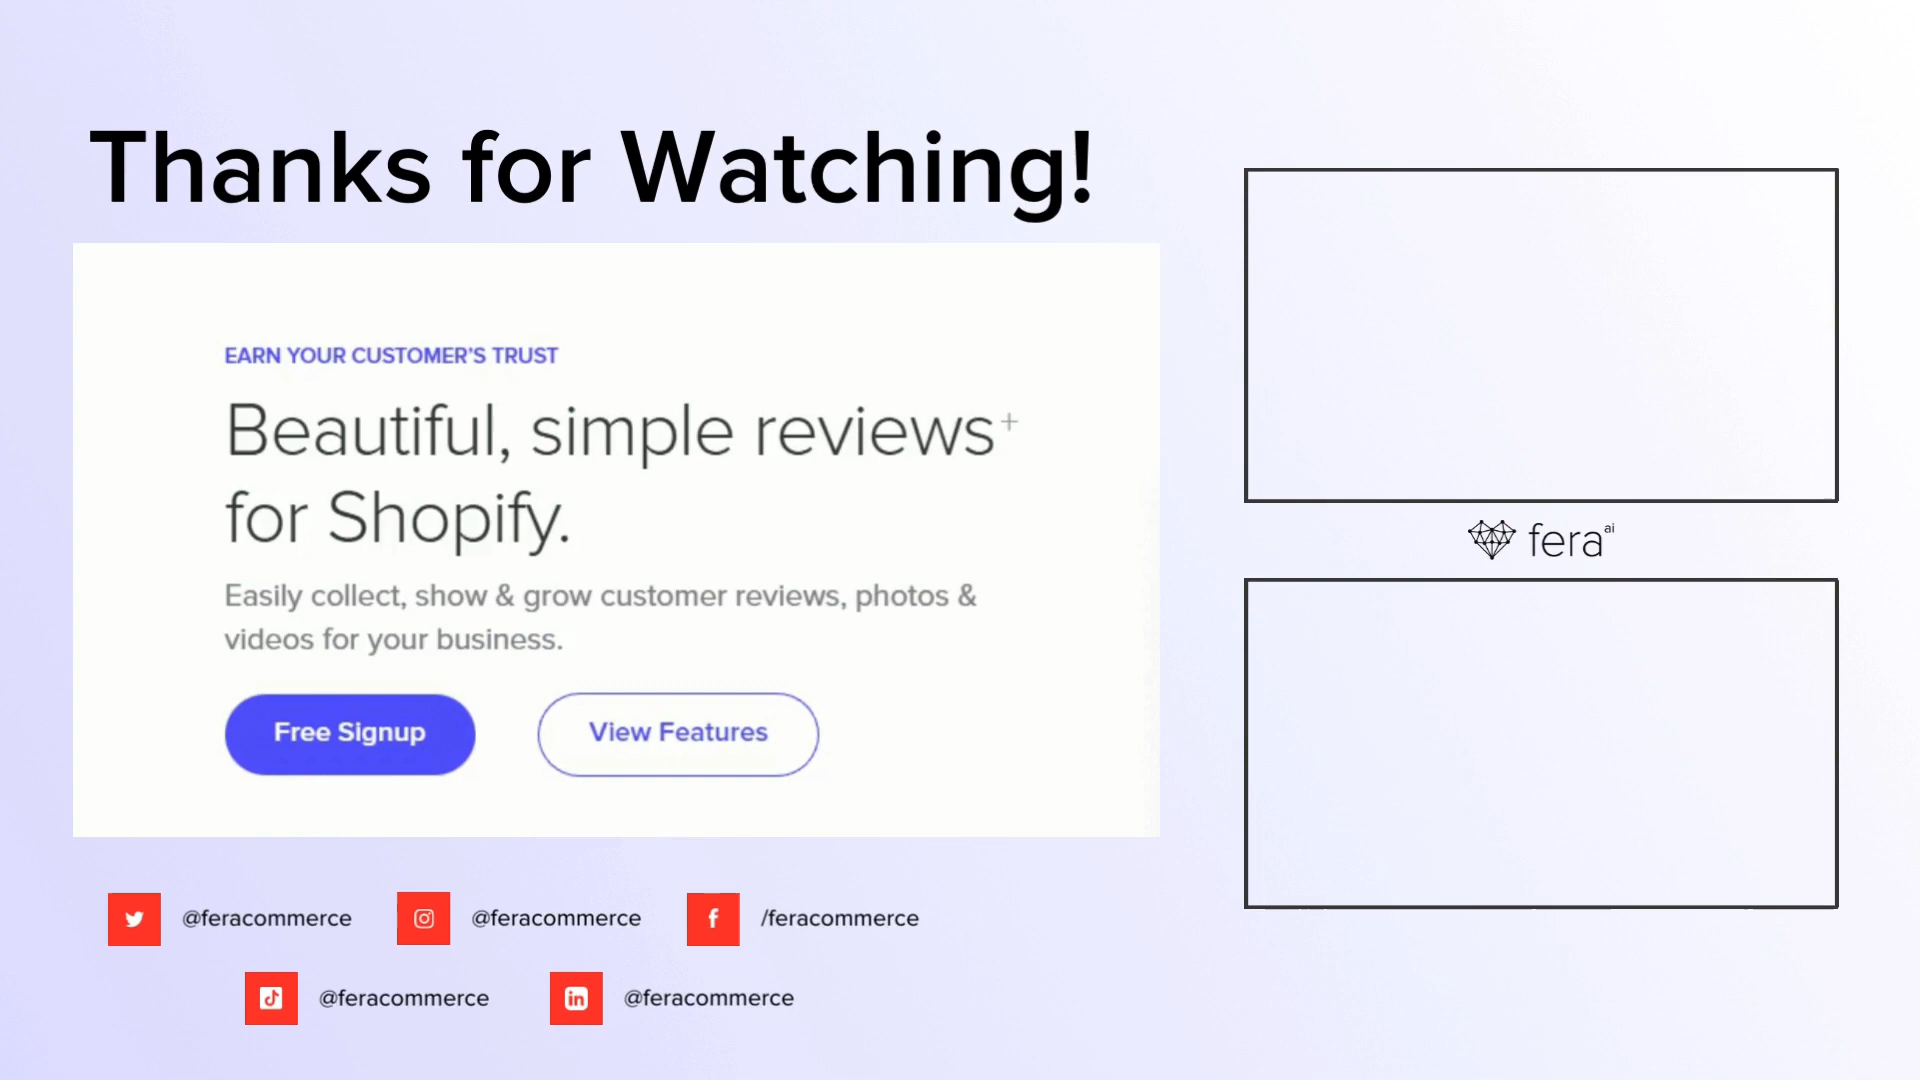 Thanks for Watching!
EARN YOUR CUSTOMER'S TRUST
Beautiful, simple reviews+
for Shopify.
Easily collect, show & grow customer reviews, photos &
videos for your business.
Free Signup
View Features
@feracommerce
@feracommerce
/feracommerce
@feracommerce
@feracommerce
fera ai